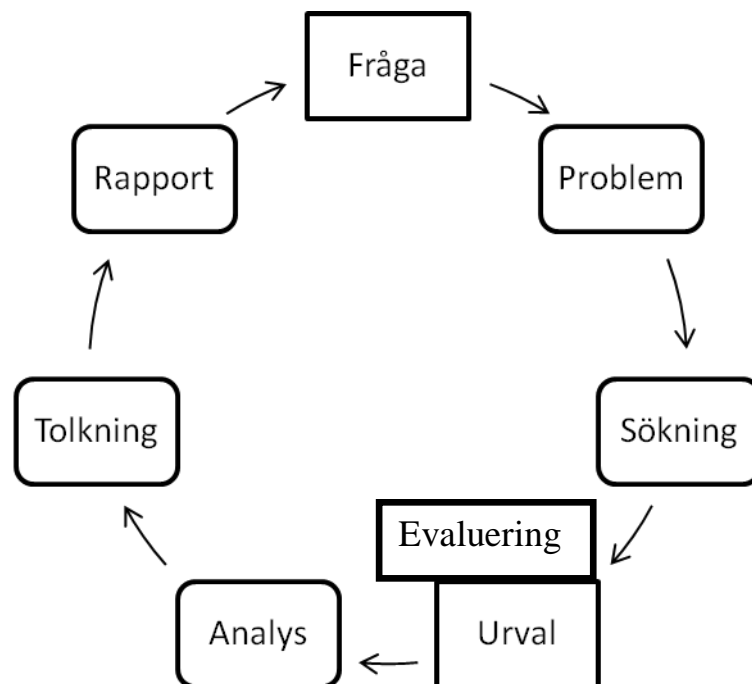 Fråga
Problem
Sökning
Evaluering
Urval
Analys
Tolkning
Rapport